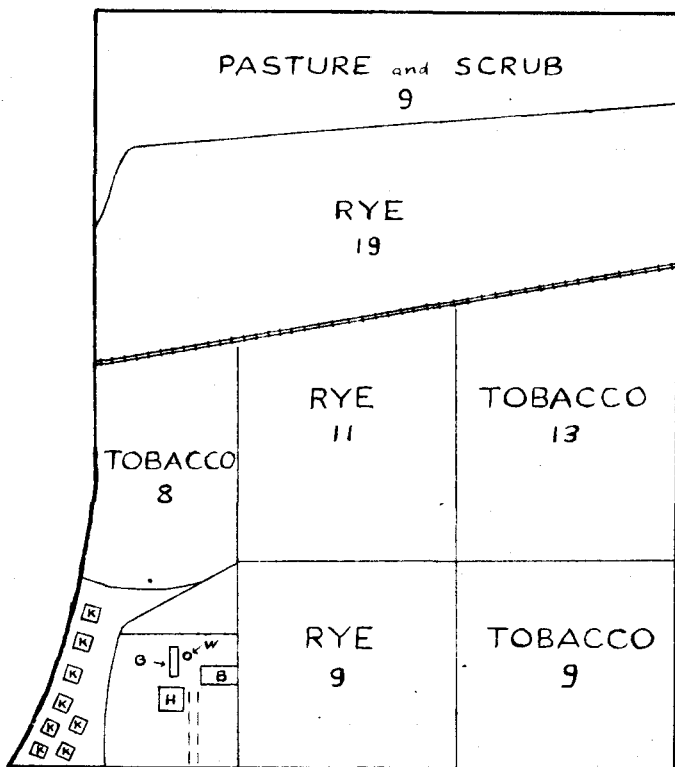 PASTURE and SCRUB
9
RYE
19
RYE
11
TOBACCO
13
TOBACCO
8
RYE
9
TOBACCO
9
G
W
B
H
K
K
K
K
K
K
K
K